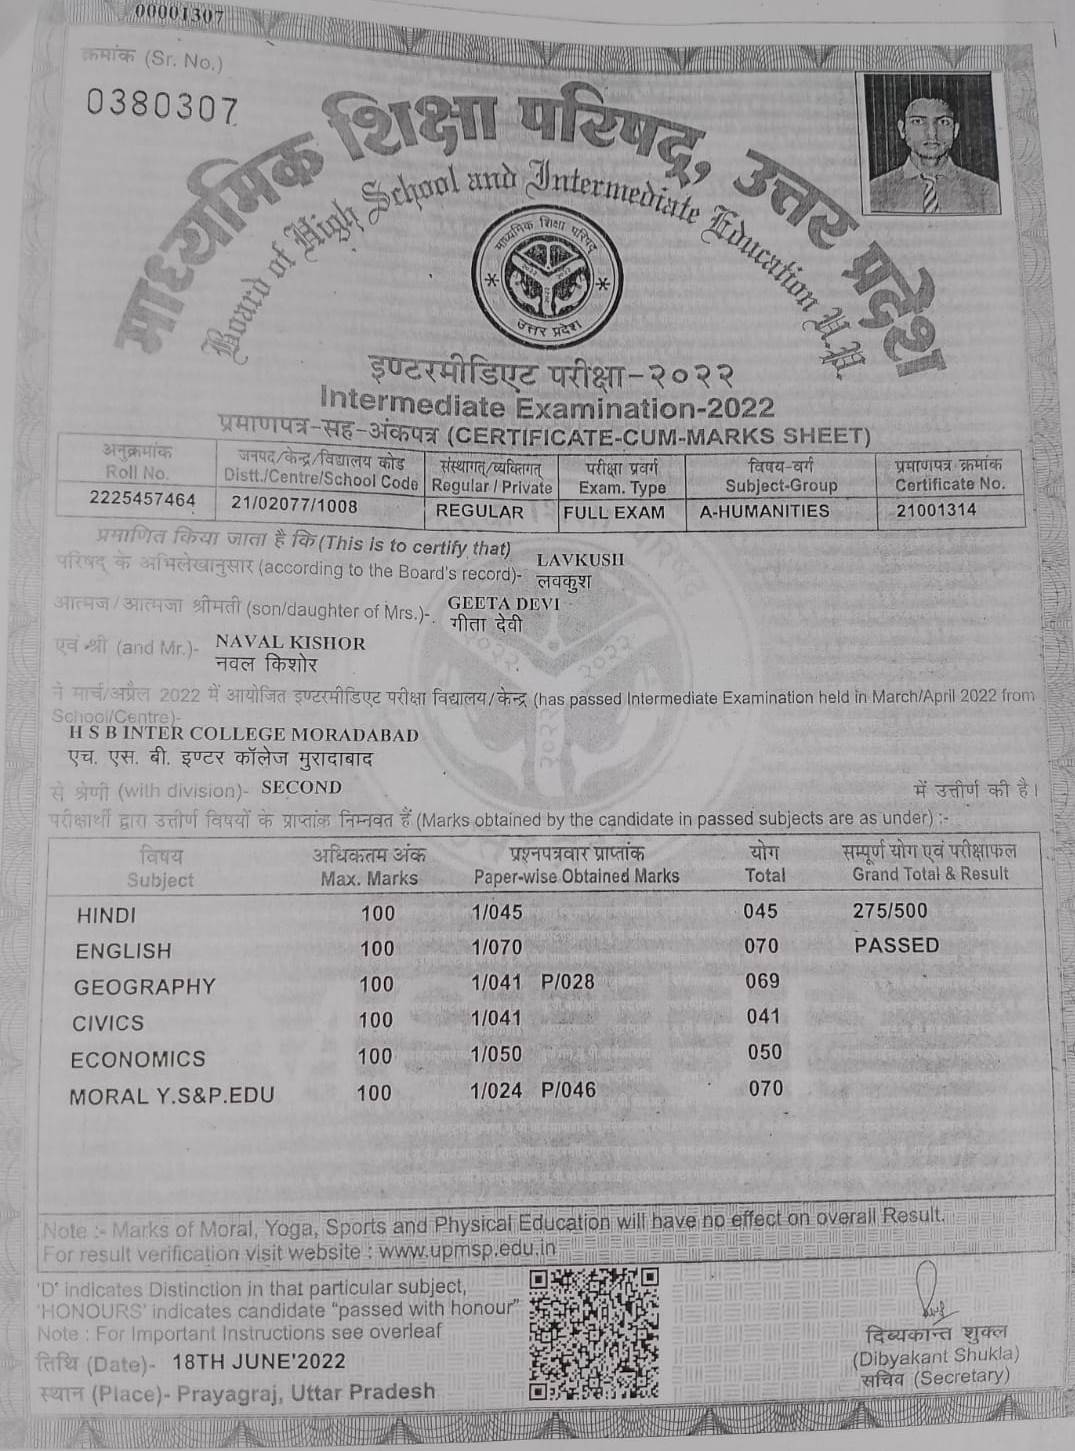 00001307
क्रमांक (Sr. No.)
0380307
माध्यमिक शिक्षा परिषद्, उत्तर प्रदेश
Board of High School and Intermediate Education U.P.
माध्यमिक शिक्षा परिषद्
उत्तर प्रदेश
इण्टरमीडिएट परीक्षा-२०२२
Intermediate Examination-2022
प्रमाणपत्र-सह-अंकपत्र (CERTIFICATE-CUM-MARKS SHEET)
अनुक्रमांक जनपद/केन्द्र/विद्यालय कोड संस्थागत/व्यक्तिगत परीक्षा प्रवर्ग विषय-वर्ग प्रमाणपत्र क्रमांक
Roll No. Distt./Centre/School Code Regular / Private Exam. Type Subject-Group Certificate No.
2225457464 21/02077/1008 REGULAR FULL EXAM A-HUMANITIES 21001314
प्रमाणित किया जाता है कि (This is to certify that)
परिषद् के अभिलेखानुसार (according to the Board's record)- LAVKUSH
लवकुश
आत्मज/आत्मजा श्रीमती (son/daughter of Mrs.)- GEETA DEVI
गीता देवी
एवं श्री (and Mr.)- NAVAL KISHOR
नवल किशोर
ने मार्च/अप्रैल 2022 में आयोजित इण्टरमीडिएट परीक्षा विद्यालय/केन्द्र (has passed Intermediate Examination held in March/April 2022 from
School/Centre)-
H S B INTER COLLEGE MORADABAD
एच. एस. बी. इण्टर कॉलेज मुरादाबाद
से श्रेणी (with division)- SECOND में उत्तीर्ण की है।
परीक्षार्थी द्वारा उत्तीर्ण विषयों के प्राप्तांक निम्नवत हैं (Marks obtained by the candidate in passed subjects are as under) :-
विषय अधिकतम अंक प्रश्नपत्रवार प्राप्तांक योग सम्पूर्ण योग एवं परीक्षाफल
Subject Max. Marks Paper-wise Obtained Marks Total Grand Total & Result
HINDI 100 1/045 045 275/500
ENGLISH 100 1/070 070 PASSED
GEOGRAPHY 100 1/041 P/028 069
CIVICS 100 1/041 041
ECONOMICS 100 1/050 050
MORAL Y.S&P.EDU 100 1/024 P/046 070
Note :- Marks of Moral, Yoga, Sports and Physical Education will have no effect on overall Result.
For result verification visit website : www.upmsp.edu.in
'D' indicates Distinction in that particular subject,
'HONOURS' indicates candidate "passed with honour"
Note : For Important Instructions see overleaf
तिथि (Date)- 18TH JUNE'2022
स्थान (Place)- Prayagraj, Uttar Pradesh
दिब्यकान्त शुक्ल
(Dibyakant Shukla)
सचिव (Secretary)